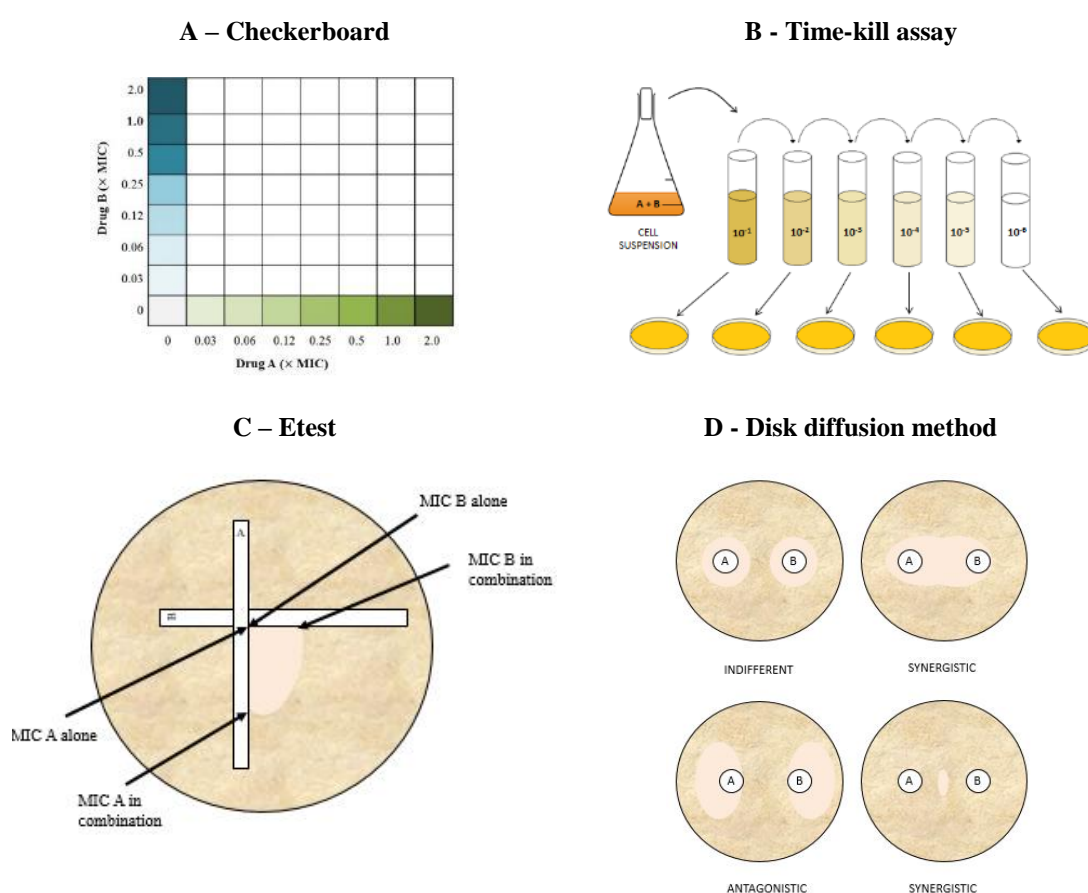 A – Checkerboard
2.0
1.0
0.5
0.25
0.12
0.06
0.03
0
Drug B (× MIC)
0 0.03 0.06 0.12 0.25 0.5 1.0 2.0
Drug A (× MIC)
B - Time-kill assay
A + B
CELL
SUSPENSION
10-1 10-2 10-3 10-4 10-5 10-6
C – Etest
MIC B alone
MIC B in
combination
A
B
MIC A alone
MIC A in
combination
D - Disk diffusion method
A B
INDIFFERENT
A B
SYNERGISTIC
A B
ANTAGONISTIC
A B
SYNERGISTIC